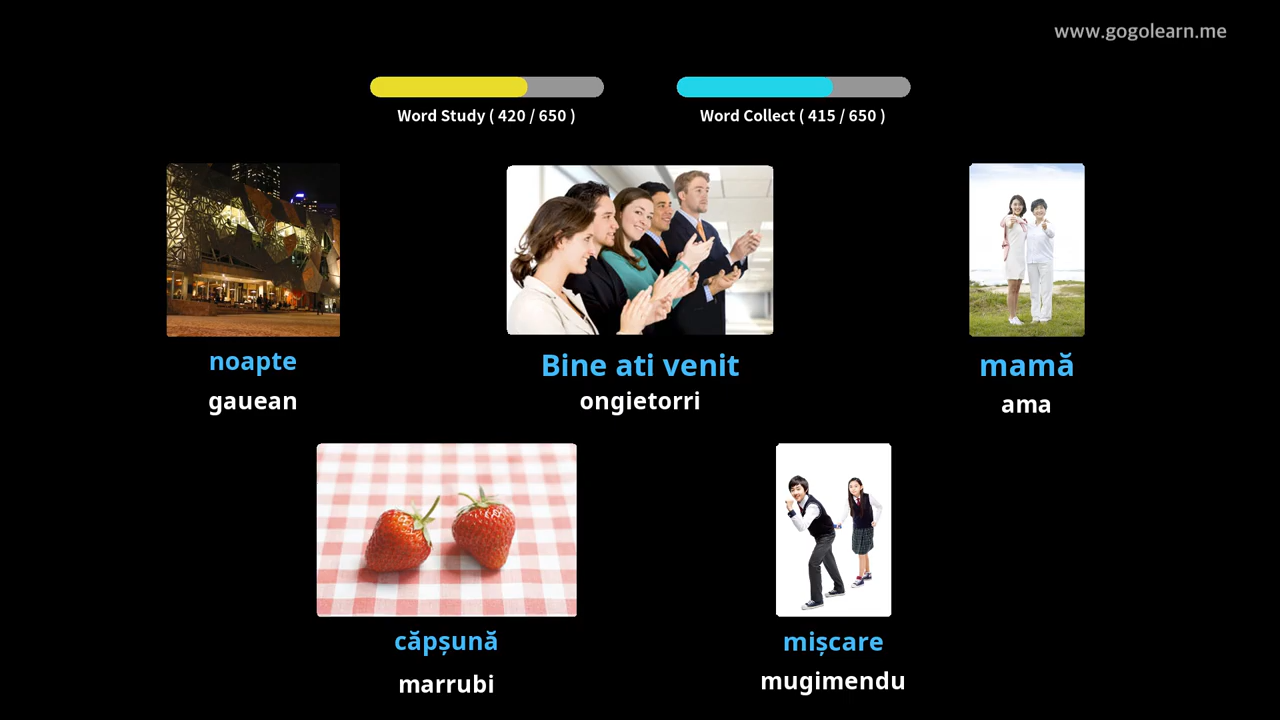 www.gogolearn.me
Word Study ( 420 / 650 )
Word Collect ( 415 / 650 )
noapte
gauean
Bine ati venit
ongietorri
mamă
ama
căpșună
marrubi
mișcare
mugimendu